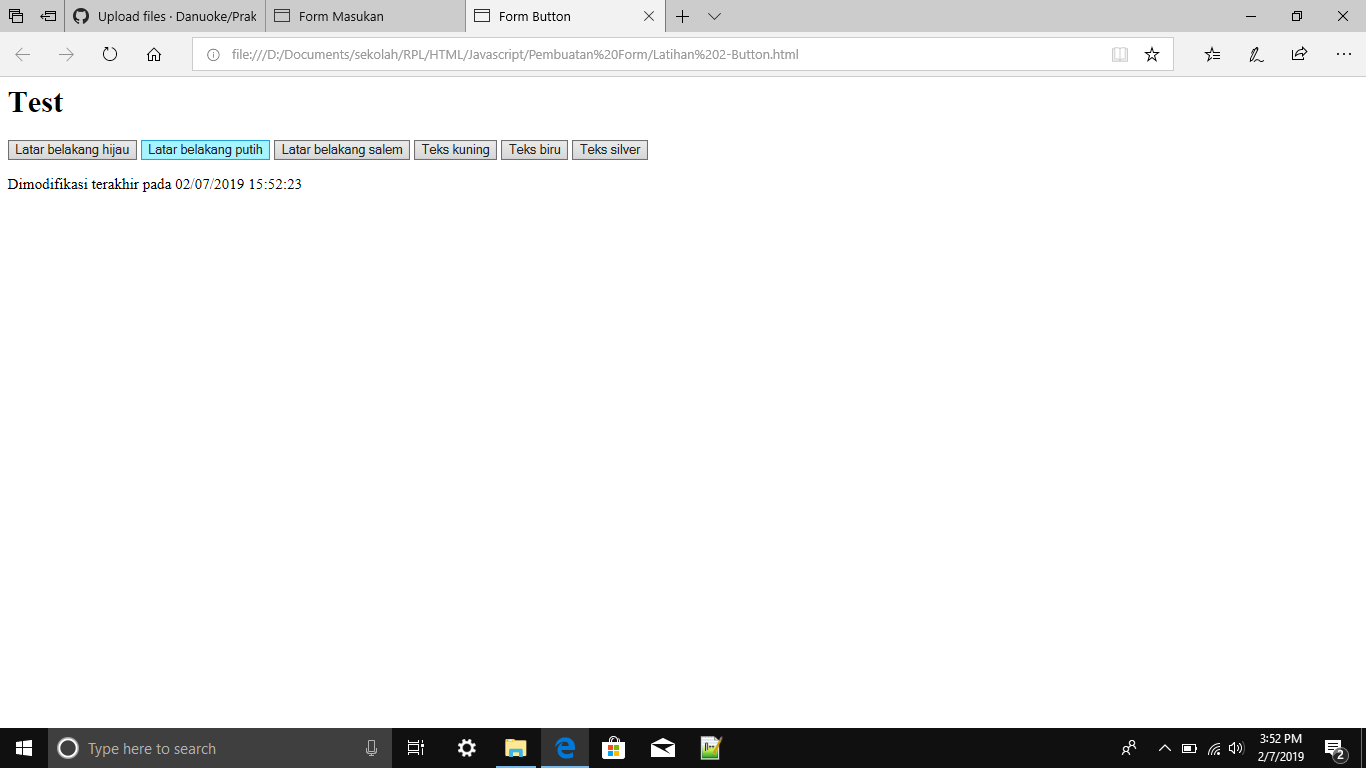 Upload files · Danuoke/Prak
Form Masukan
Form Button
file:///D:/Documents/sekolah/RPL/HTML/Javascript/Pembuatan%20Form/Latihan%202-Button.html
Test
Latar belakang hijau Latar belakang putih Latar belakang salem Teks kuning Teks biru Teks silver
Dimodifikasi terakhir pada 02/07/2019 15:52:23
Type here to search
3:52 PM
2/7/2019
2